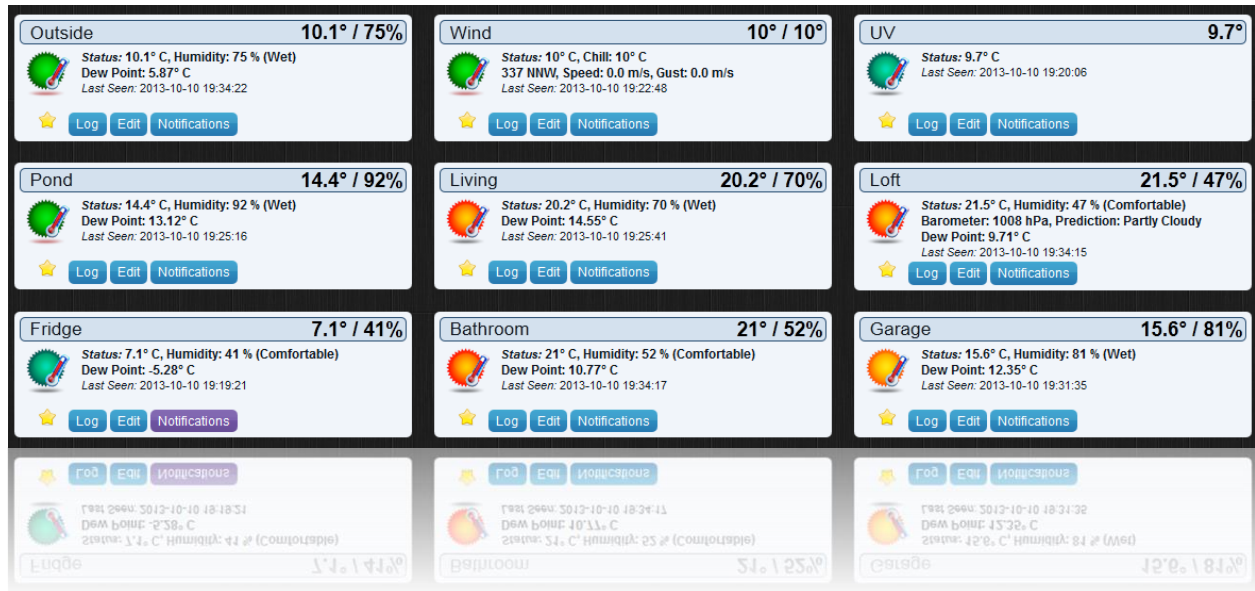 Outside 10.1° / 75%
Status: 10.1° C, Humidity: 75 % (Wet)
Dew Point: 5.87° C
Last Seen: 2013-10-10 19:34:22
Log Edit Notifications
Wind 10° / 10°
Status: 10° C, Chill: 10° C
337 NNW, Speed: 0.0 m/s, Gust: 0.0 m/s
Last Seen: 2013-10-10 19:22:48
Log Edit Notifications
UV 9.7°
Status: 9.7° C
Last Seen: 2013-10-10 19:20:06
Log Edit Notifications
Pond 14.4° / 92%
Status: 14.4° C, Humidity: 92 % (Wet)
Dew Point: 13.12° C
Last Seen: 2013-10-10 19:25:16
Log Edit Notifications
Living 20.2° / 70%
Status: 20.2° C, Humidity: 70 % (Wet)
Dew Point: 14.55° C
Last Seen: 2013-10-10 19:25:41
Log Edit Notifications
Loft 21.5° / 47%
Status: 21.5° C, Humidity: 47 % (Comfortable)
Barometer: 1008 hPa, Prediction: Partly Cloudy
Dew Point: 9.71° C
Last Seen: 2013-10-10 19:34:15
Log Edit Notifications
Fridge 7.1° / 41%
Status: 7.1° C, Humidity: 41 % (Comfortable)
Dew Point: -5.28° C
Last Seen: 2013-10-10 19:19:21
Log Edit Notifications
Bathroom 21° / 52%
Status: 21° C, Humidity: 52 % (Comfortable)
Dew Point: 10.77° C
Last Seen: 2013-10-10 19:34:17
Log Edit Notifications
Garage 15.6° / 81%
Status: 15.6° C, Humidity: 81 % (Wet)
Dew Point: 12.35° C
Last Seen: 2013-10-10 19:31:35
Log Edit Notifications